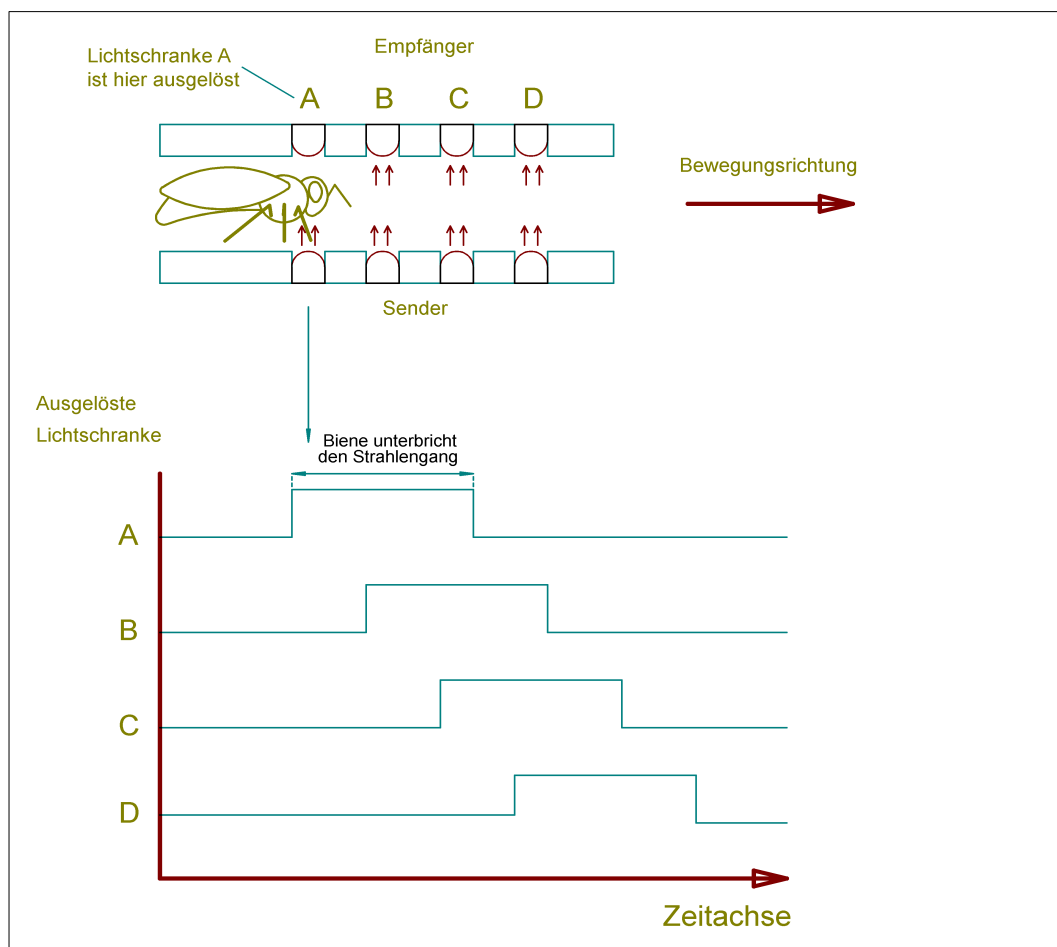 Empfänger
Lichtschranke A
ist hier ausgelöst
A B C D
Bewegungsrichtung
Sender
Ausgelöste
Lichtschranke
Biene unterbricht
den Strahlengang
A
B
C
D
Zeitachse